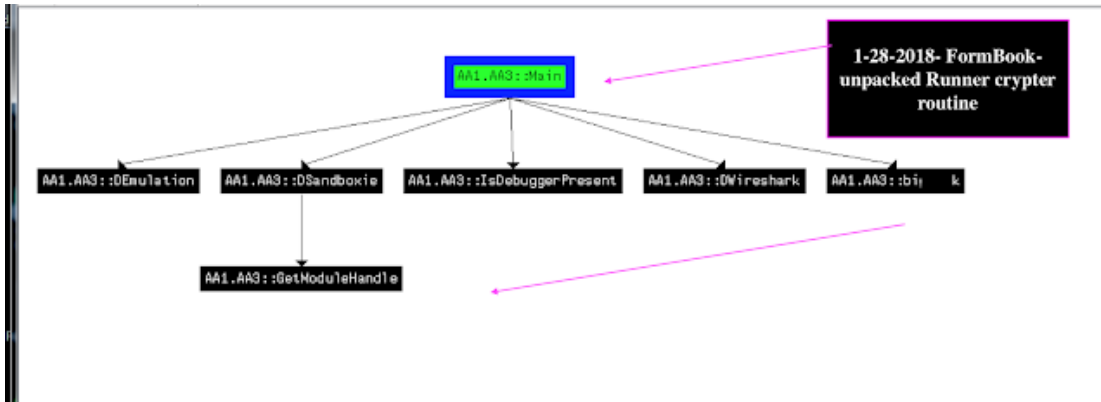 1-28-2018- FormBook-
unpacked Runner crypter
routine
AA1.AA3::Main
AA1.AA3::DEmulation
AA1.AA3::DSandboxie
AA1.AA3::IsDebuggerPresent
AA1.AA3::DWireshark
AA1.AA3::GetModuleHandle